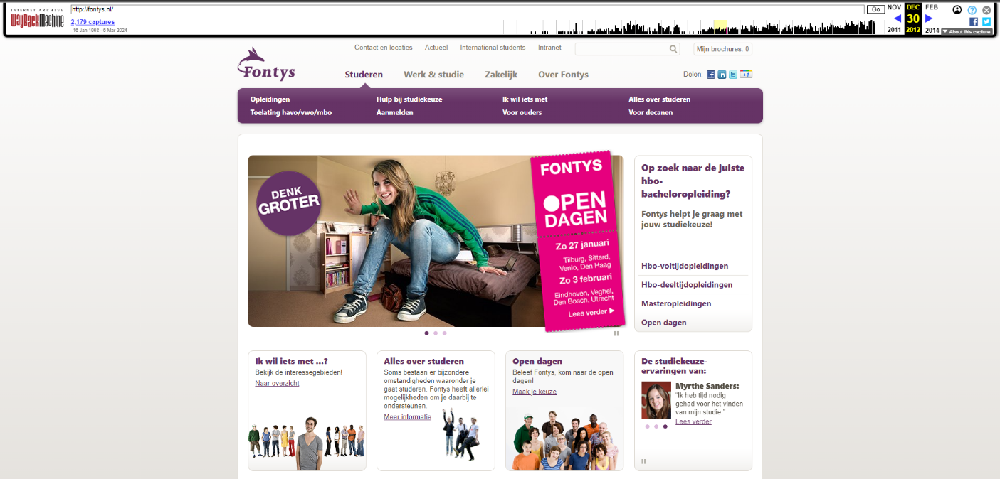 INTERNET ARCHIVE
WayBackMachine
http://fontys.nl/
Go
NOV
DEC
FEB
2,179 captures
30
16 Jan 1998 - 6 Mar 2024
2011
2012
2014
About this capture
Contact en locaties
Actueel
International students
Intranet
Mijn brochures: 0
Fontys
Studeren
Werk & studie
Zakelijk
Over Fontys
Delen:
+1
Opleidingen
Hulp bij studiekeuze
Ik wil iets met
Alles over studeren
Toelating havo/vwo/mbo
Aanmelden
Voor ouders
Voor decanen
DENK
GROTER
FONTYS
OPEN
DAGEN
Zo 27 januari
Tilburg, Sittard,
Venlo, Den Haag
Zo 3 februari
Eindhoven, Veghel,
Den Bosch, Utrecht
Lees verder
Op zoek naar de juiste
hbo-
bacheloropleiding?
Fontys helpt je graag met
jouw studiekeuze!
Hbo-voltijdopleidingen
Hbo-deeltijdopleidingen
Masteropleidingen
Open dagen
Ik wil iets met ...?
Bekijk de interessegebieden!
Naar overzicht
Alles over studeren
Soms bestaan er bijzondere
omstandigheden waaronder je
gaat studeren. Fontys heeft allerlei
mogelijkheden om je daarbij te
ondersteunen.
Meer informatie
Open dagen
Beleef Fontys, kom naar de open
dagen!
Maak je keuze
De studiekeuze-
ervaringen van:
Myrthe Sanders:
"Ik heb tijd nodig
gehad voor het vinden
van mijn studie."
Lees verder